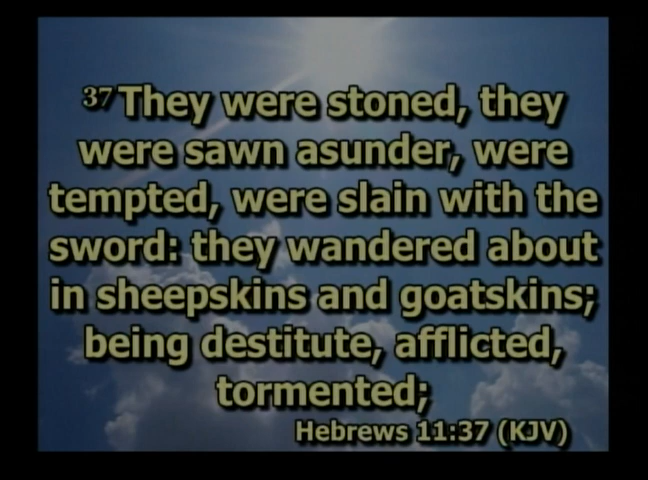 37 They were stoned, they
were sawn asunder, were
tempted, were slain with the
sword: they wandered about
in sheepskins and goatskins;
being destitute, afflicted,
tormented;
Hebrews 11:37 (KJV)